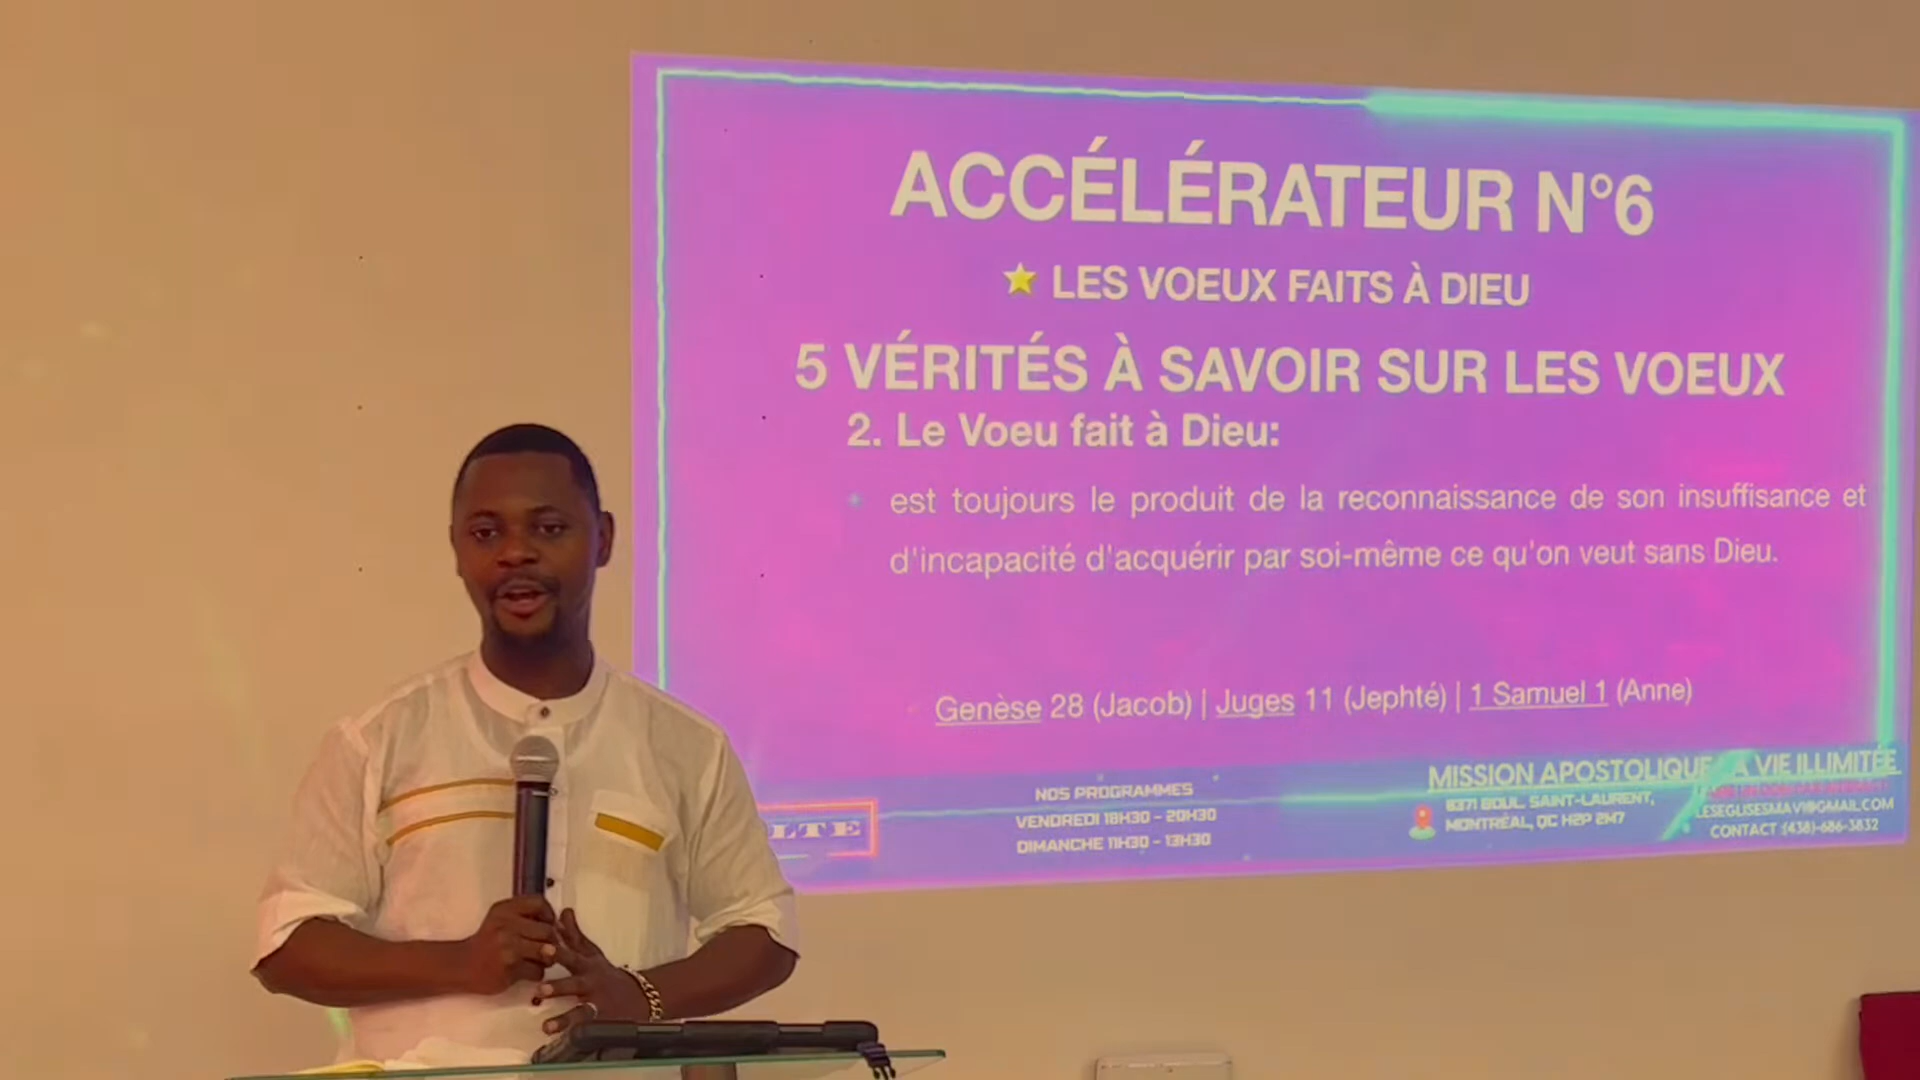 ACCÉLÉRATEUR N°6
LES VOEUX FAITS À DIEU
5 VÉRITÉS À SAVOIR SUR LES VOEUX
2. Le Voeu fait à Dieu:
est toujours le produit de la reconnaissance de son insuffisance et
d'incapacité d'acquérir par soi-même ce qu'on veut sans Dieu.
Genèse 28 (Jacob) | Juges 11 (Jephté) | 1 Samuel 1 (Anne)
NOS PROGRAMMES
VENDREDI 18H30 - 20H30
DIMANCHE 11H30 - 13H30
MISSION APOSTOLIQUE LA VIE ILLIMITÉE
8371 BOUL. SAINT-LAURENT,
MONTRÉAL, QC H2P 2M7
LESEGLISESMAVI@GMAIL.COM
CONTACT :(438)-686-3832